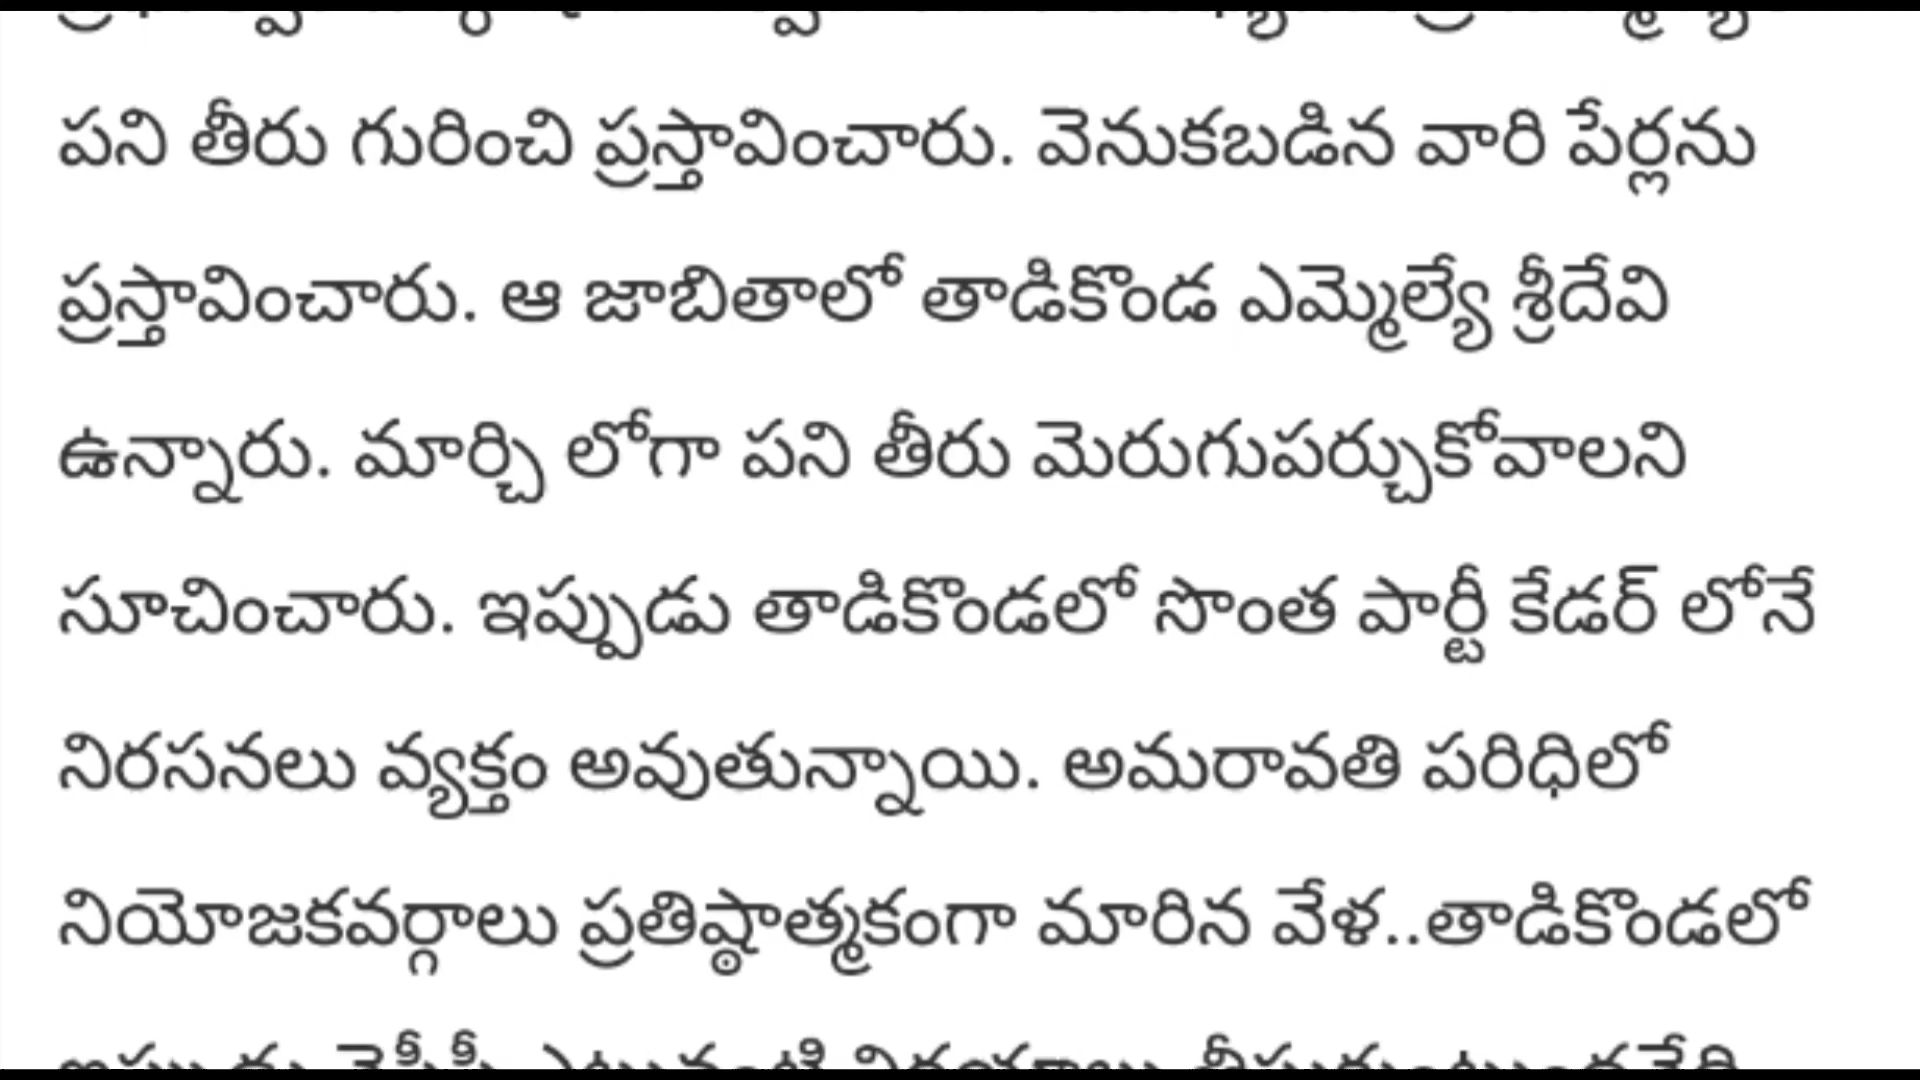 పని తీరు గురించి ప్రస్తావించారు. వెనుకబడిన వారి పేర్లను
ప్రస్తావించారు. ఆ జాబితాలో తాడికొండ ఎమ్మెల్యే శ్రీదేవి
ఉన్నారు. మార్చి లోగా పని తీరు మెరుగుపర్చుకోవాలని
సూచించారు. ఇప్పుడు తాడికొండలో సొంత పార్టీ కేడర్ లోనే
నిరసనలు వ్యక్తం అవుతున్నాయి. అమరావతి పరిధిలో
నియోజకవర్గాలు ప్రతిష్ఠాత్మకంగా మారిన వేళ..తాడికొండలో